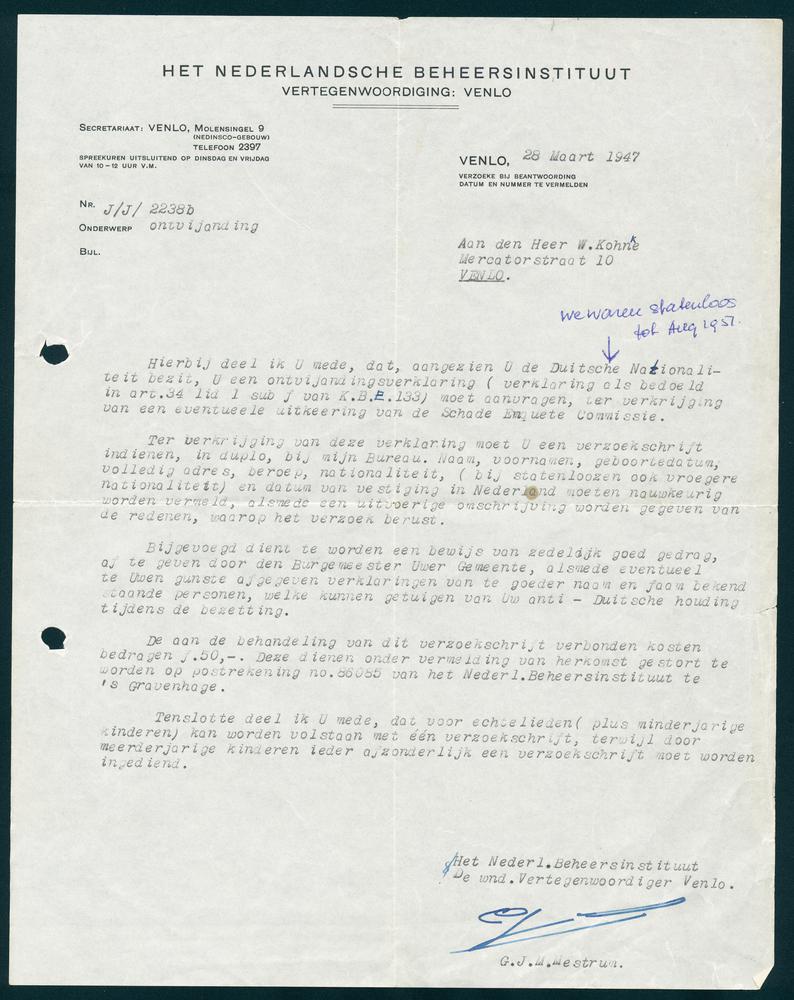 HET NEDERLANDSCHE BEHEERSINSTITUUT
VERTEGENWOORDIGING: VENLO
SECRETARIAAT: VENLO, MOLENSINGEL 9
(NEDINSCO-GEBOUW)
TELEFOON 2397
SPREEKUREN UITSLUITEND OP DINSDAG EN VRIJDAG
VAN 10-12 UUR V.M.
VENLO, 28 Maart 1947
VERZOEKE BIJ BEANTWOORDING
DATUM EN NUMMER TE VERMELDEN
NR. J/J/ 2238b
ONDERWERP ontvijanding
BIJL.
Aan den Heer W.Kohnk
Mercatorstraat 10
VENLO.
we waren statenloos
tot Aug 1951.
Hierbij deel ik U mede, dat, aangezien U de Duitsche Nationali-
teit bezit, U een ontvijandingsverklaring ( verklaring als bedoeld
in art.34 lid 1 sub f van K.B.E.133) moet aanvragen, ter verkrijging
van een eventueele uitkeering van de Schade Enquete Commissie.
Ter verkrijging van deze verklaring moet U een verzoekschrift
indienen, in duplo, bij mijn Bureau. Naam, voornamen, geboortedatum,
volledig adres, beroep, nationaliteit, ( bij statenloozen ook vroegere
nationaliteit) en datum van vestiging in Nederland moeten nauwkeurig
worden vermeld, alsmede een uitvoerige omschrijving worden gegeven van
de redenen, waarop het verzoek berust.
Bijgevoegd dient te worden een bewijs van zedelijk goed gedrag,
af te geven door den Burgemeester Uwer Gemeente, alsmede eventueel
te Uwen gunste afgegeven verklaringen van te goeder naam en faam bekend
staande personen, welke kunnen getuigen van Uw anti - Duitsche houding
tijdens de bezetting.
De aan de behandeling van dit verzoekschrift verbonden kosten
bedragen f.50,-. Deze dienen onder vermelding van herkomst gestort te
worden op postrekening no.86085 van het Nederl.Beheersinstituut te
's Gravenhage.
Tenslotte deel ik U mede, dat voor echtelieden( plus minderjarige
kinderen) kan worden volstaan met één verzoekschrift, terwijl door
meerderjarige kinderen ieder afzonderlijk een verzoekschrift moet worden
ingediend.
Het Nederl.Beheersinstituut
De wnd.Vertegenwoordiger Venlo.
G.J.M.Mestrum.